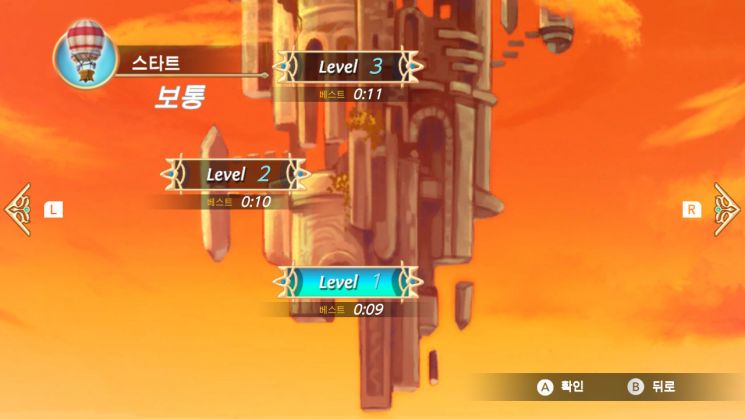 스타트
보통
Level 3
베스트 0:11
Level 2
베스트 0:10
L
R
Level 1
베스트 0:09
A 확인 B 뒤로